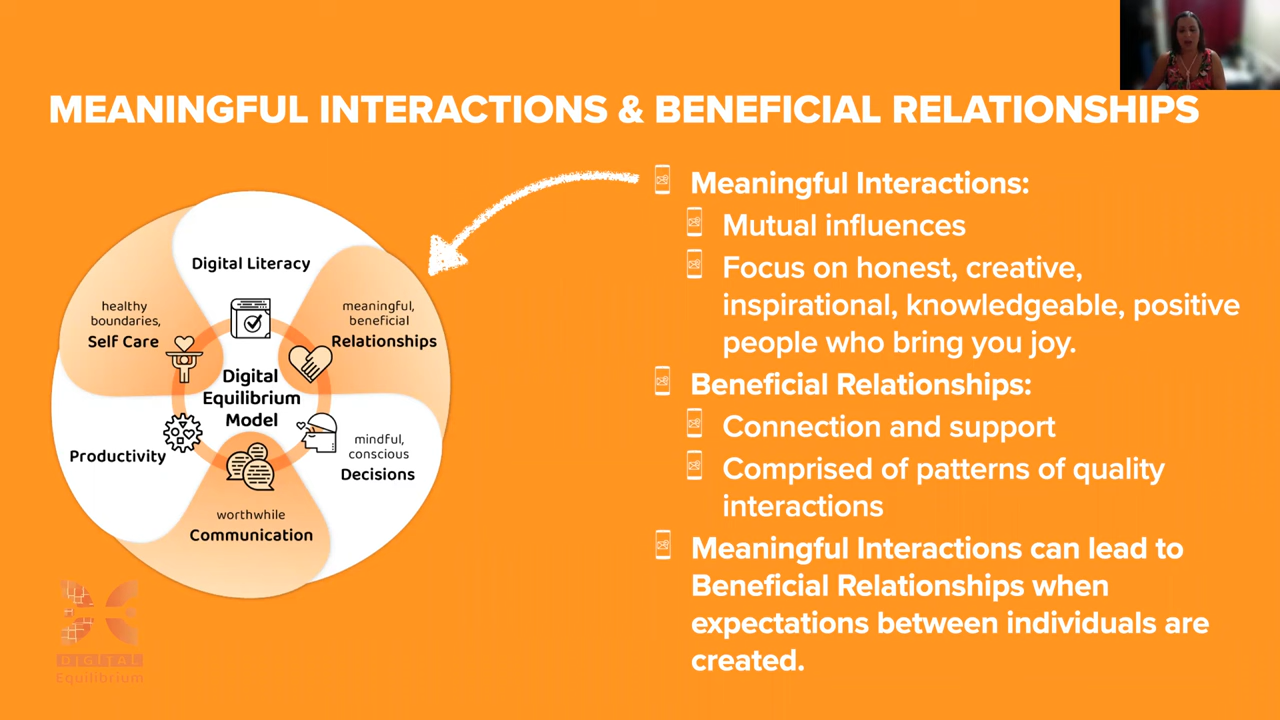 MEANINGFUL INTERACTIONS & BENEFICIAL RELATIONSHIPS
Digital Literacy
healthy
boundaries,
Self Care
meaningful,
beneficial
Relationships
Digital
Equilibrium
Model
Productivity
mindful,
conscious
Decisions
worthwhile
Communication
DIGITAL
Equilibrium
Meaningful Interactions:
Mutual influences
Focus on honest, creative,
inspirational, knowledgeable, positive
people who bring you joy.
Beneficial Relationships:
Connection and support
Comprised of patterns of quality
interactions
Meaningful Interactions can lead to
Beneficial Relationships when
expectations between individuals are
created.